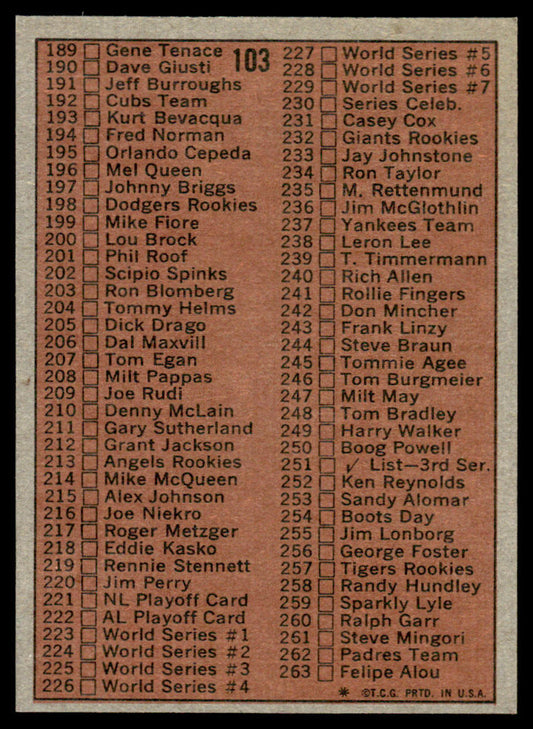 103
189 Gene Tenace
190 Dave Giusti
191 Jeff Burroughs
192 Cubs Team
193 Kurt Bevacqua
194 Fred Norman
195 Orlando Cepeda
196 Mel Queen
197 Johnny Briggs
198 Dodgers Rookies
199 Mike Fiore
200 Lou Brock
201 Phil Roof
202 Scipio Spinks
203 Ron Blomberg
204 Tommy Helms
205 Dick Drago
206 Dal Maxvill
207 Tom Egan
208 Milt Pappas
209 Joe Rudi
210 Denny McLain
211 Gary Sutherland
212 Grant Jackson
213 Angels Rookies
214 Mike McQueen
215 Alex Johnson
216 Joe Niekro
217 Roger Metzger
218 Eddie Kasko
219 Rennie Stennett
220 Jim Perry
221 NL Playoff Card
222 AL Playoff Card
223 World Series #1
224 World Series #2
225 World Series #3
226 World Series #4
227 World Series #5
228 World Series #6
229 World Series #7
230 Series Celeb.
231 Casey Cox
232 Giants Rookies
233 Jay Johnstone
234 Ron Taylor
235 M. Rettenmund
236 Jim McGlothlin
237 Yankees Team
238 Leron Lee
239 T. Timmermann
240 Rich Allen
241 Rollie Fingers
242 Don Mincher
243 Frank Linzy
244 Steve Braun
245 Tommie Agee
246 Tom Burgmeier
247 Milt May
248 Tom Bradley
249 Harry Walker
250 Boog Powell
251 ✓ List—3rd Ser.
252 Ken Reynolds
253 Sandy Alomar
254 Boots Day
255 Jim Lonborg
256 George Foster
257 Tigers Rookies
258 Randy Hundley
259 Sparkly Lyle
260 Ralph Garr
261 Steve Mingori
262 Padres Team
263 Felipe Alou
* ©T.C.G. PRTD. IN U.S.A.